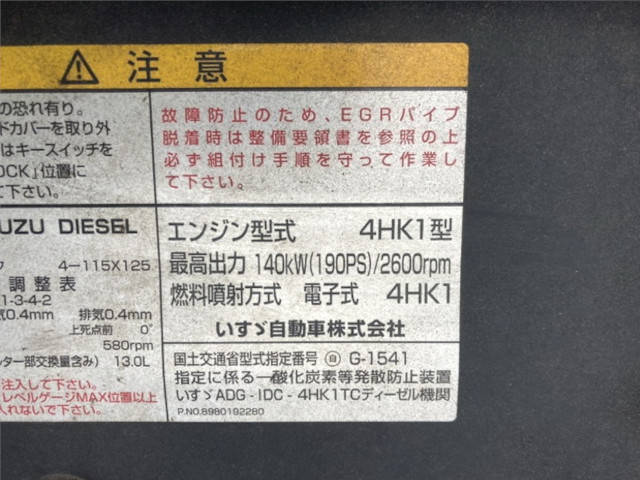 ⚠ 注意
の恐れ有り。
ドカバーを取り外
はキースイッチを
OCK」位置に
て下さい。
故障防止のため、EGRパイプ
脱着時は整備要領書を参照の上
必ず組付け手順を守って作業し
て下さい。
UZU DIESEL
4-115X125
調整表
1-3-4-2
気0.4mm 排気0.4mm
上死点前 0°
580rpm
ター部交換量含み) 13.0L
注入して下さい。
レベルゲージMAX位置以上
入れないで下さい。
エンジン型式 4HK1型
最高出力 140kW(190PS)/2600rpm
燃料噴射方式 電子式 4HK1
いすゞ自動車株式会社
国土交通省型式指定番号 自 G-1541
指定に係る一酸化炭素等発散防止装置
いすゞADG-IDC-4HK1TCディーゼル機関
P.NO.8980192280